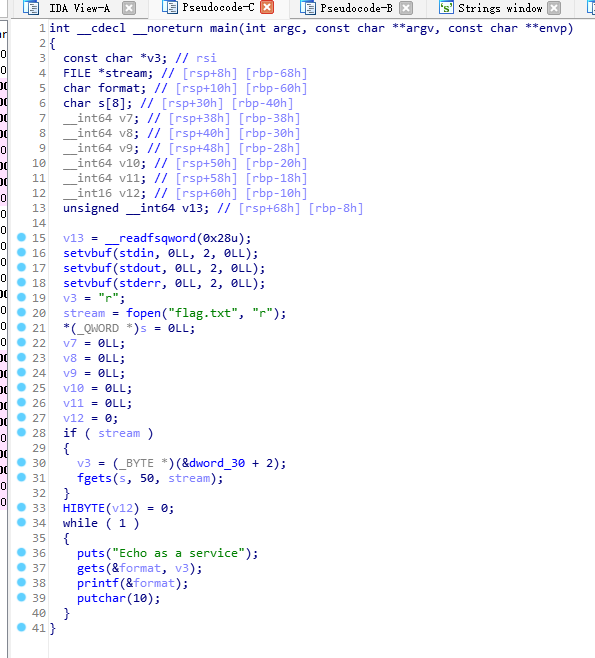 IDA View-A Pseudocode-C Pseudocode-B Strings window
1 int __cdecl __noreturn main(int argc, const char **argv, const char **envp)
2 {
3 const char *v3; // rsi
4 FILE *stream; // [rsp+8h] [rbp-68h]
5 char format; // [rsp+10h] [rbp-60h]
6 char s[8]; // [rsp+30h] [rbp-40h]
7 __int64 v7; // [rsp+38h] [rbp-38h]
8 __int64 v8; // [rsp+40h] [rbp-30h]
9 __int64 v9; // [rsp+48h] [rbp-28h]
10 __int64 v10; // [rsp+50h] [rbp-20h]
11 __int64 v11; // [rsp+58h] [rbp-18h]
12 __int16 v12; // [rsp+60h] [rbp-10h]
13 unsigned __int64 v13; // [rsp+68h] [rbp-8h]
14
15 v13 = __readfsqword(0x28u);
16 setvbuf(stdin, 0LL, 2, 0LL);
17 setvbuf(stdout, 0LL, 2, 0LL);
18 setvbuf(stderr, 0LL, 2, 0LL);
19 v3 = "r";
20 stream = fopen("flag.txt", "r");
21 *(_QWORD *)s = 0LL;
22 v7 = 0LL;
23 v8 = 0LL;
24 v9 = 0LL;
25 v10 = 0LL;
26 v11 = 0LL;
27 v12 = 0;
28 if ( stream )
29 {
30 v3 = (_BYTE *)(&dword_30 + 2);
31 fgets(s, 50, stream);
32 }
33 HIBYTE(v12) = 0;
34 while ( 1 )
35 {
36 puts("Echo as a service");
37 gets(&format, v3);
38 printf(&format);
39 putchar(10);
40 }
41 }